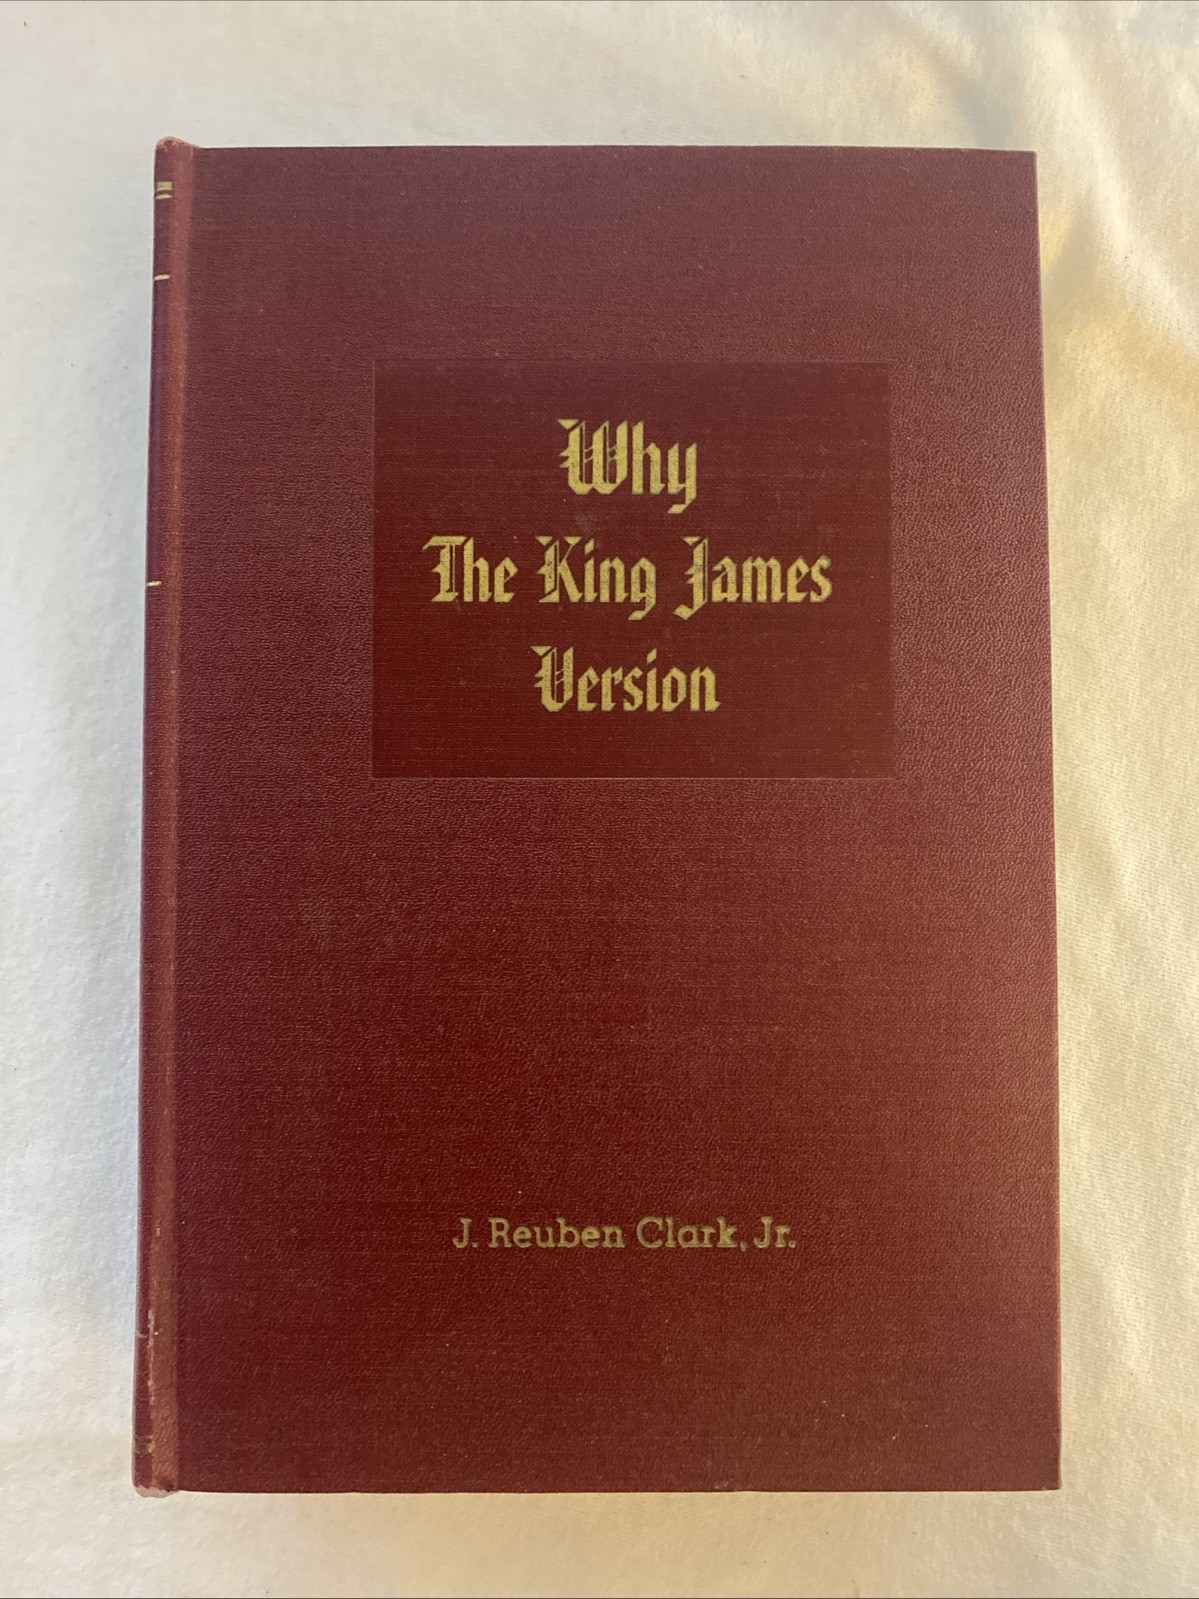 Why
The King James
Version
J. Reuben Clark, Jr.